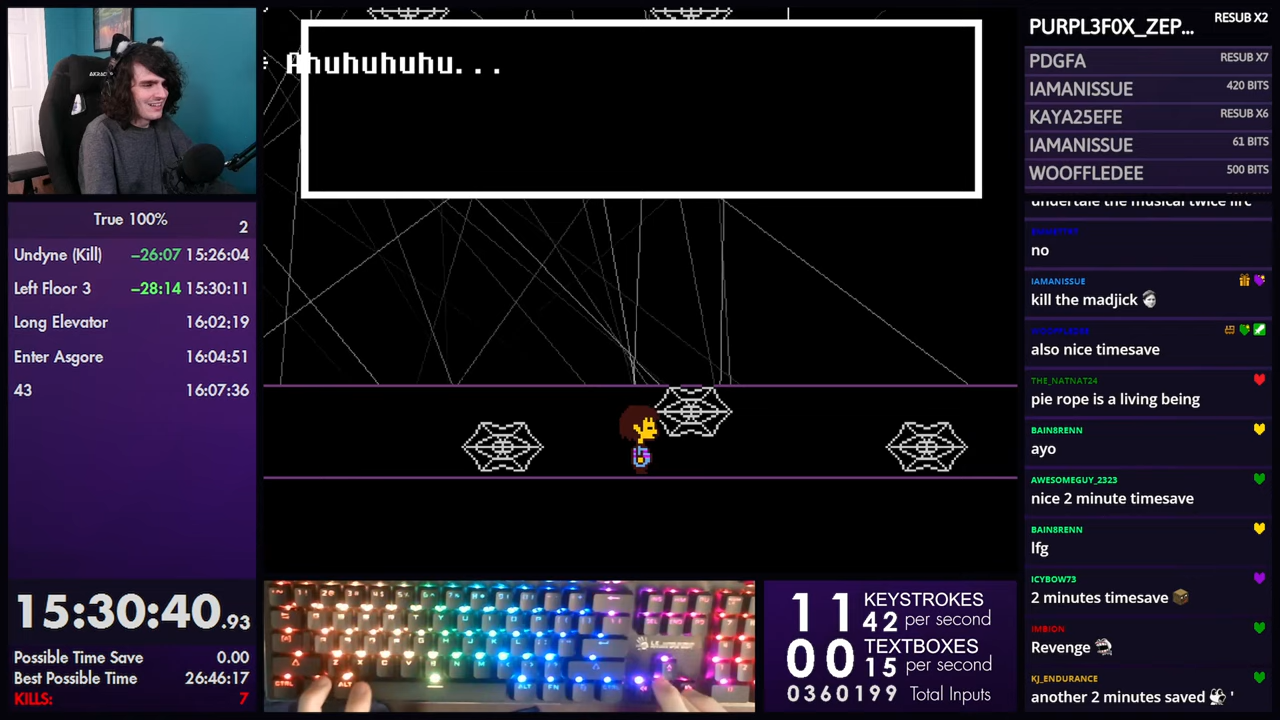 Ahuhuhuhu...
True 100%
2
Undyne (Kill) −26:07 15:26:04
Left Floor 3 −28:14 15:30:11
Long Elevator 16:02:19
Enter Asgore 16:04:51
43 16:07:36
15:30:40.93
Possible Time Save 0.00
Best Possible Time 26:46:17
KILLS: 7
11 KEYSTROKES
42 per second
00 TEXTBOXES
15 per second
0360199 Total Inputs
PURPL3F0X_ZEP... RESUB X2
PDGFA RESUB X7
IAMANISSUE 420 BITS
KAYA25EFE RESUB X6
IAMANISSUE 61 BITS
WOOFFLEDEE 500 BITS
undertale the musical twice
no
IAMANISSUE
kill the madjick
WOOFFLEDEE
also nice timesave
THE_NATNAT24
pie rope is a living being
BAIN8RENN
ayo
AWESOMEGUY_2323
nice 2 minute timesave
BAIN8RENN
lfg
ICYBOW73
2 minutes timesave
IMBION
Revenge
KJ_ENDURANCE
another 2 minutes saved '